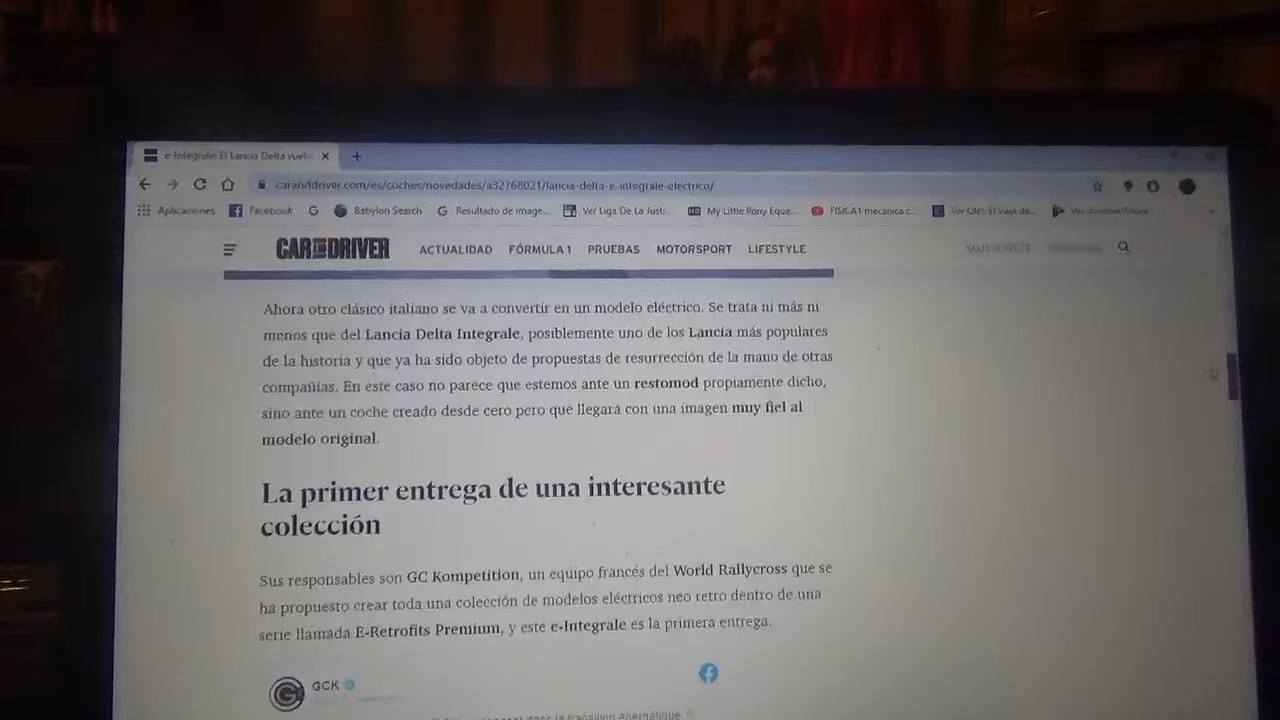 e-Integrale: El Lancia Delta vuel
caranddriver.com/es/coches/novedades/a32768021/lancia-delta-e-integrale-electrico/
Aplicaciones Facebook G Babylon Search Resultado de image... Ver Liga De La Justi... My Little Pony Eque... FISICA1 mecanica c...
CAR AND DRIVER ACTUALIDAD FÓRMULA 1 PRUEBAS MOTORSPORT LIFESTYLE
Ahora otro clásico italiano se va a convertir en un modelo eléctrico. Se trata ni más ni
menos que del Lancia Delta Integrale, posiblemente uno de los Lancia más populares
de la historia y que ya ha sido objeto de propuestas de resurrección de la mano de otras
compañías. En este caso no parece que estemos ante un restomod propiamente dicho,
sino ante un coche creado desde cero pero que llegará con una imagen muy fiel al
modelo original.
La primer entrega de una interesante
colección
Sus responsables son GC Kompetition, un equipo francés del World Rallycross que se
ha propuesto crear toda una colección de modelos eléctricos neo retro dentro de una
serie llamada E-Retrofits Premium, y este e-Integrale es la primera entrega.
GCK
dans la transition énergétique